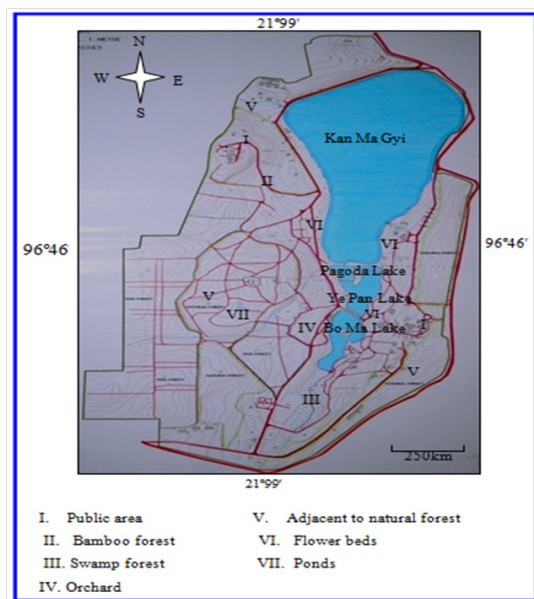 21°99'
1 METRE
N
W E
S
V
Kan Ma Gyi
I
II
VI
VI
96°46
96°46'
Pagoda Lake
V
Ye Pan Lake
VII
VI
IV
Bo Ma Lake
I
V
III
250km
21°99'
I. Public area
V. Adjacent to natural forest
II. Bamboo forest
VI. Flower beds
III. Swamp forest
VII. Ponds
IV. Orchard